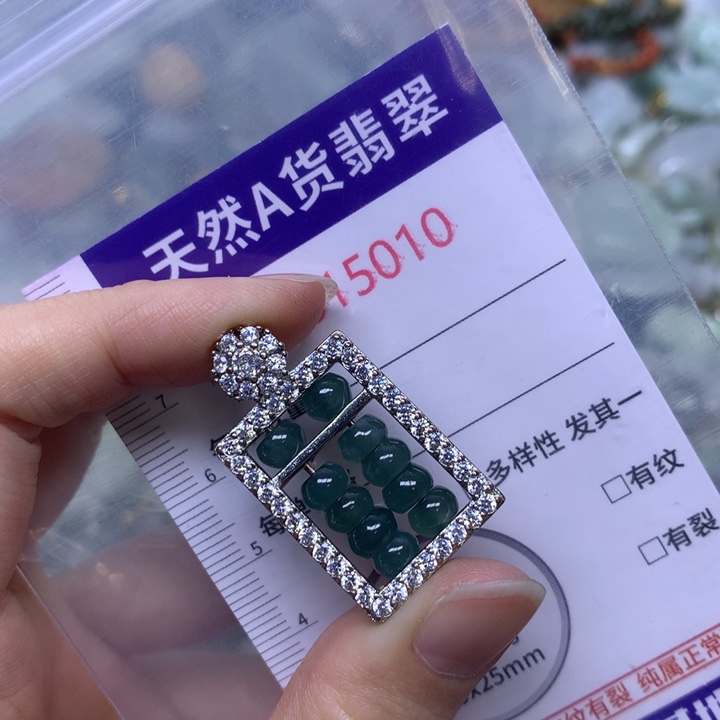 天然A货翡翠
15010
7
6
5
4
多样性 发其一
□有纹
□有裂
x25mm
纹有裂 纯属正常